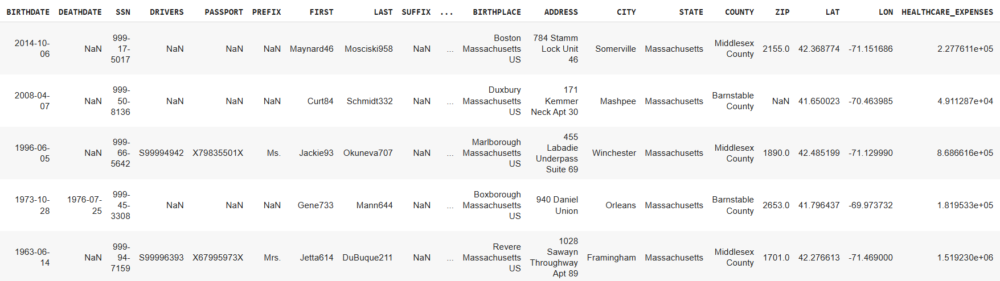 BIRTHDATE DEATHDATE SSN DRIVERS PASSPORT PREFIX FIRST LAST SUFFIX ... BIRTHPLACE ADDRESS CITY STATE COUNTY ZIP LAT LON HEALTHCARE_EXPENSES
999- Boston 784 Stamm
2014-10- 17- Massachusetts Lock Unit Middlesex
06 NaN 5017 NaN NaN NaN Maynard46 Mosciski958 NaN ... US 46 Somerville Massachusetts County 2155.0 42.368774 -71.151686 2.277611e+05
999- Duxbury 171
2008-04- 50- Massachusetts Kemmer Barnstable
07 NaN 8136 NaN NaN NaN Curt84 Schmidt332 NaN ... US Neck Apt 30 Mashpee Massachusetts County NaN 41.650023 -70.463985 4.911287e+04
999- Marlborough 455
1996-06- 66- Massachusetts Labadie Middlesex
05 NaN 5642 S99994942 X79835501X Ms. Jackie93 Okuneva707 NaN ... US Underpass Winchester Massachusetts County 1890.0 42.485199 -71.129990 8.686616e+05
Suite 69
999- Boxborough
1973-10- 1976-07- 45- Massachusetts 940 Daniel Barnstable
28 25 3308 NaN NaN NaN Gene733 Mann644 NaN ... US Union Orleans Massachusetts County 2653.0 41.796437 -69.973732 1.819533e+05
999- Revere 1028
1963-06- 94- Massachusetts Sawayn Middlesex
14 NaN 7159 S99996393 X67995973X Mrs. Jetta614 DuBuque211 NaN ... US Throughway Framingham Massachusetts County 1701.0 42.276613 -71.469000 1.519230e+06
Apt 89